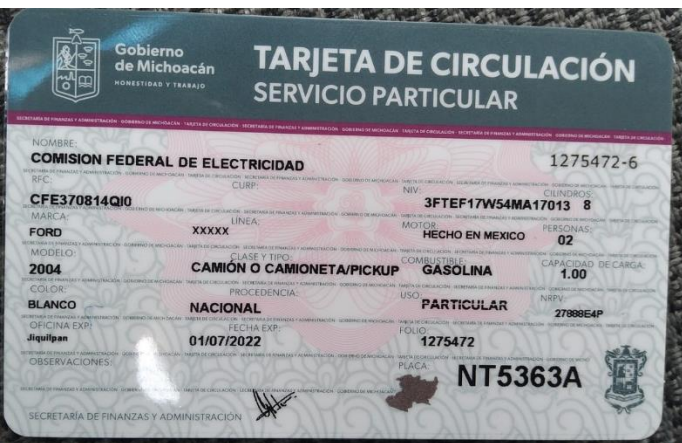 Gobierno
de Michoacán
HONESTIDAD Y TRABAJO
TARJETA DE CIRCULACIÓN
SERVICIO PARTICULAR
NOMBRE:
COMISION FEDERAL DE ELECTRICIDAD 1275472-6
RFC: CURP: NIV: CILINDROS:
CFE370814QI0 3FTEF17W54MA17013 8
MARCA: LÍNEA: MOTOR: PERSONAS:
FORD XXXXX HECHO EN MEXICO 02
MODELO: CLASE Y TIPO: COMBUSTIBLE: CAPACIDAD DE CARGA:
2004 CAMIÓN O CAMIONETA/PICKUP GASOLINA 1.00
COLOR: PROCEDENCIA: USO: NRPV:
BLANCO NACIONAL PARTICULAR 27888E4P
OFICINA EXP: FECHA EXP: FOLIO:
Jiquilpan 01/07/2022 1275472
OBSERVACIONES: PLACA:
NT5363A
SECRETARÍA DE FINANZAS Y ADMINISTRACIÓN